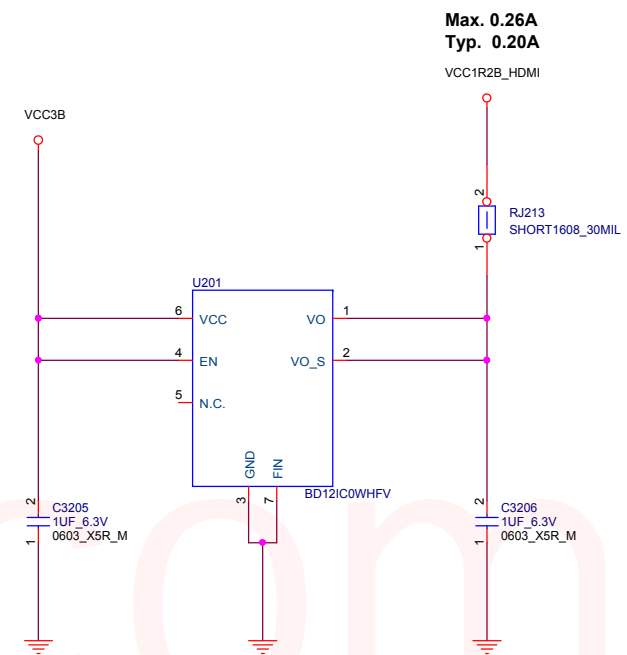 Max. 0.26A
Typ. 0.20A
VCC1R2B_HDMI
VCC3B
2
RJ213
SHORT1608_30MIL
1
U201
6 VCC VO 1
4 EN VO_S 2
5 N.C.
GND FIN
BD12IC0WHFV
3 7
2 C3205
1UF_6.3V
1 0603_X5R_M
2 C3206
1UF_6.3V
1 0603_X5R_M
com